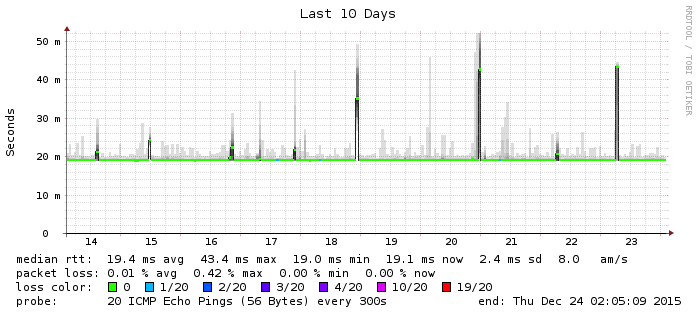 Last 10 Days
RRDTOOL / TOBI OETIKER
Seconds
50 m
40 m
30 m
20 m
10 m
0
14 15 16 17 18 19 20 21 22 23
median rtt: 19.4 ms avg 43.4 ms max 19.0 ms min 19.1 ms now 2.4 ms sd 8.0 am/s
packet loss: 0.01 % avg 0.42 % max 0.00 % min 0.00 % now
loss color: 0 1/20 2/20 3/20 4/20 10/20 19/20
probe: 20 ICMP Echo Pings (56 Bytes) every 300s end: Thu Dec 24 02:05:09 2015